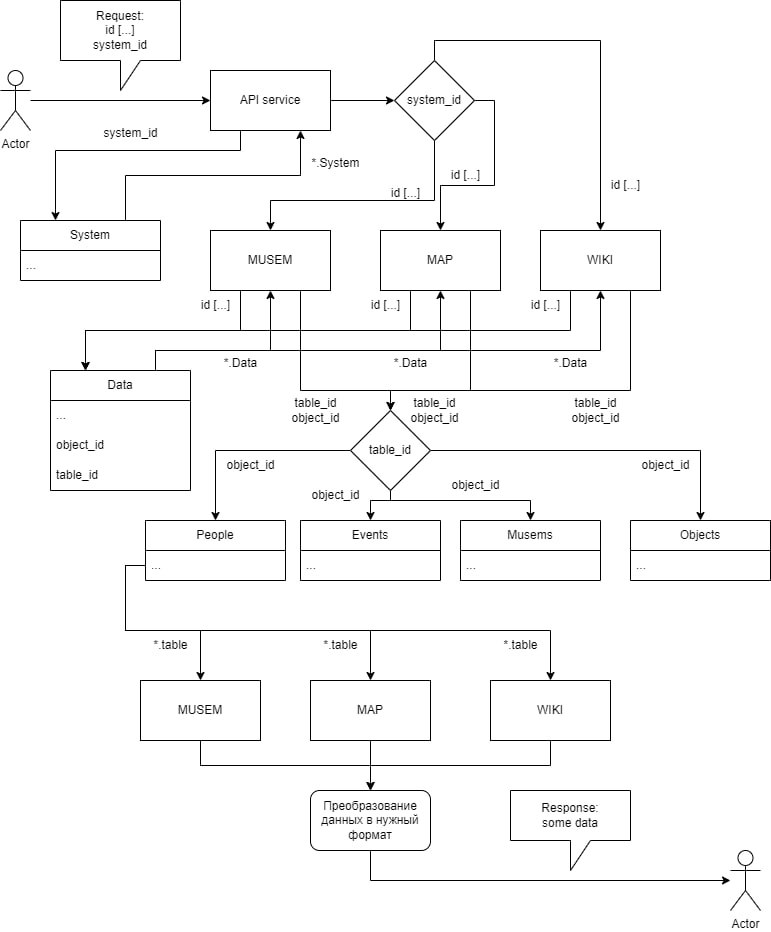 Request:
id [...]
system_id
API service
system_id
Actor
system_id
*.System
id [...]
id [...]
id [...]
System
...
MUSEM
MAP
WIKI
id [...]
id [...]
id [...]
*.Data
*.Data
*.Data
Data
...
object_id
table_id
table_id
object_id
table_id
object_id
table_id
object_id
table_id
object_id
object_id
object_id
object_id
People
...
Events
...
Musems
...
Objects
...
*.table
*.table
*.table
MUSEM
MAP
WIKI
Преобразование
данных в нужный
формат
Response:
some data
Actor